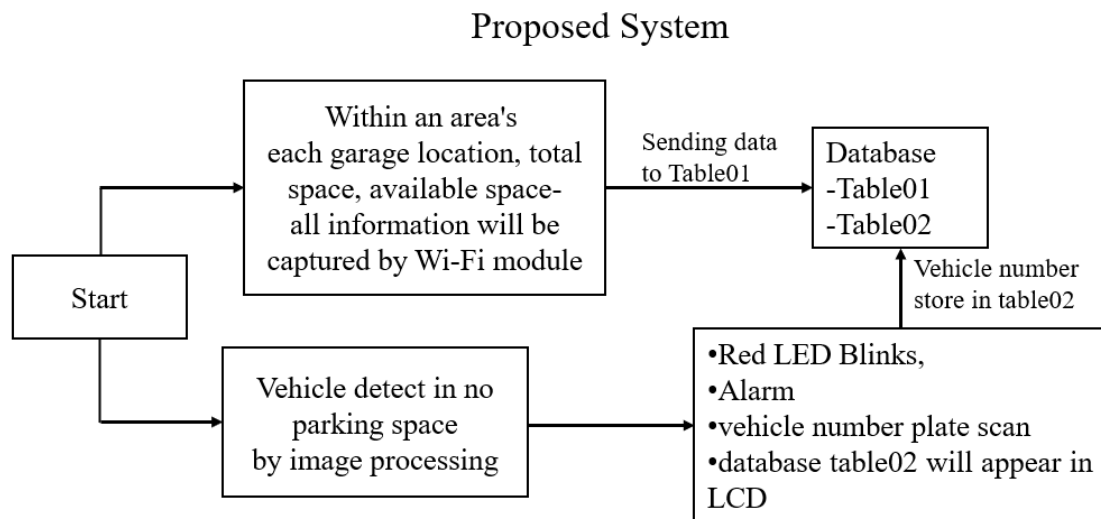 Proposed System
Within an area's
each garage location, total
space, available space-
all information will be
captured by Wi-Fi module
Sending data
to Table01
Database
-Table01
-Table02
Start
Vehicle number
store in table02
Vehicle detect in no
parking space
by image processing
•Red LED Blinks,
•Alarm
•vehicle number plate scan
•database table02 will appear in
LCD